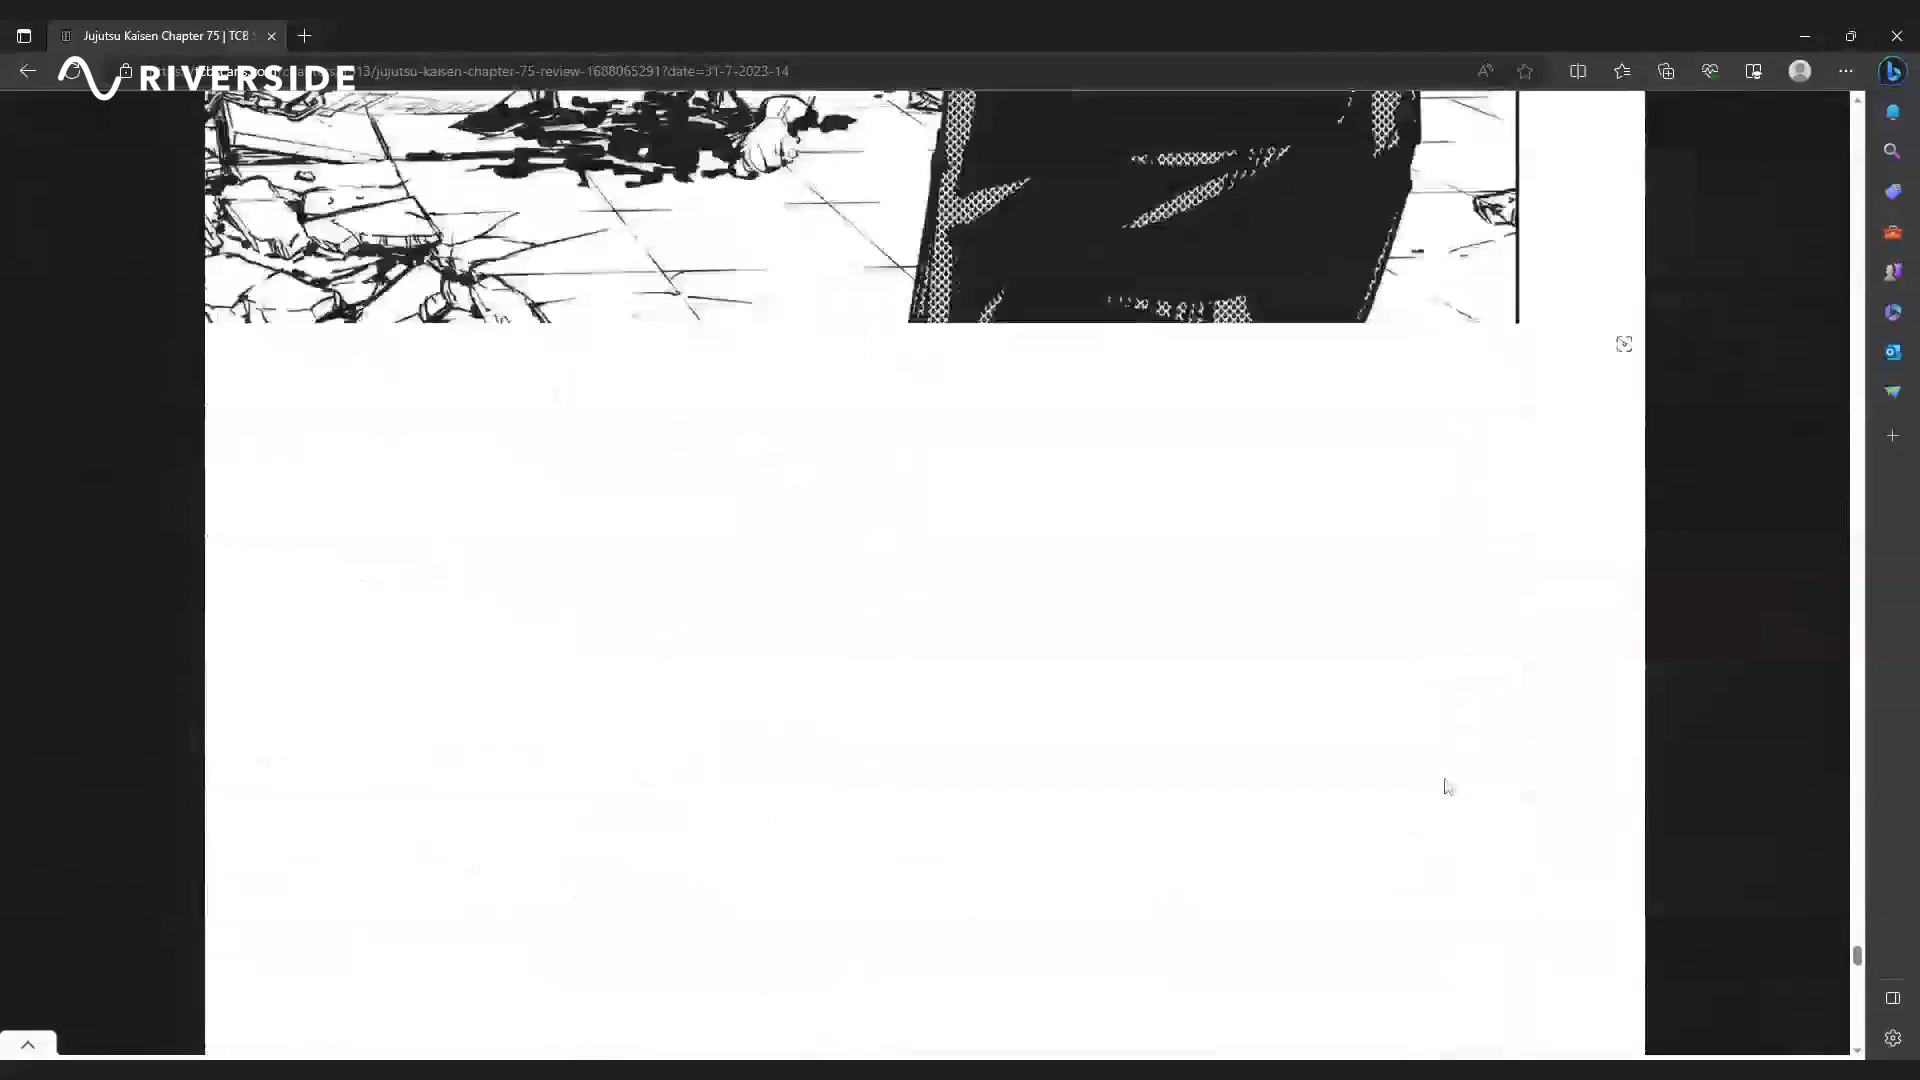 Jujutsu Kaisen Chapter 75 | TCB
RIVERSIDE
13/jujutsu-kaisen-chapter-75-review-1688065291?date=31-7-2023-14